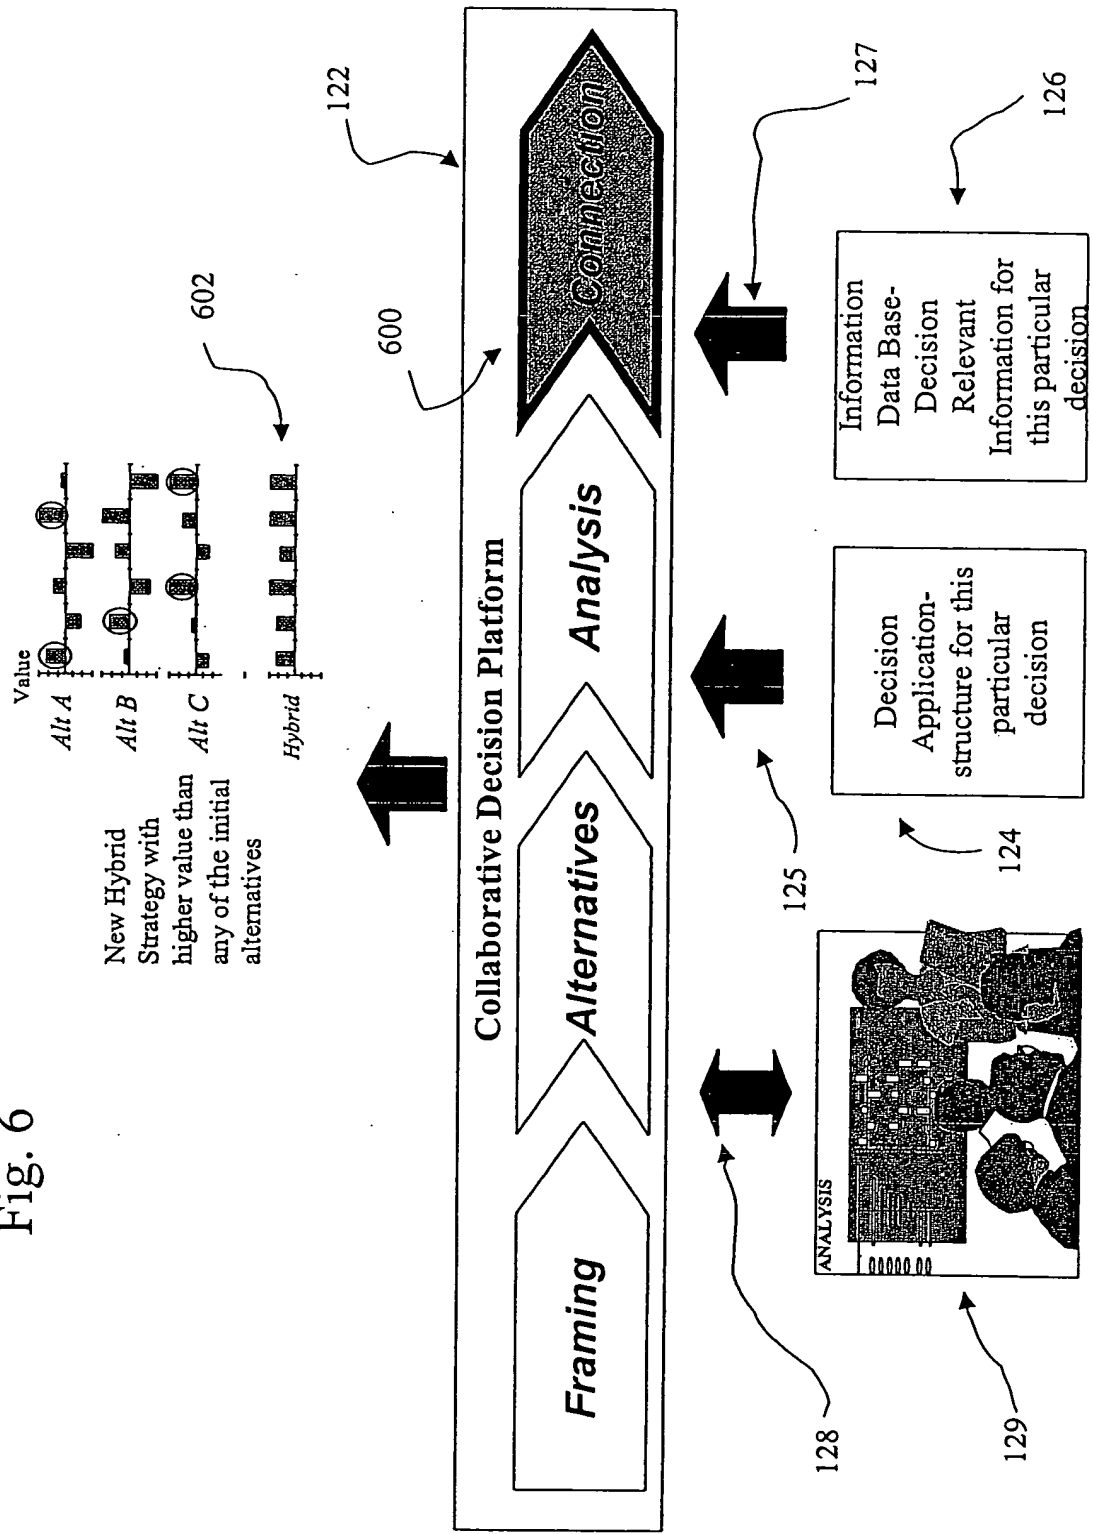 Fig. 6
New Hybrid
Strategy with
higher value than
any of the initial
alternatives
Value
Alt A
Alt B
Alt C
Hybrid
602
122
600
Collaborative Decision Platform
Framing
Alternatives
Analysis
Connection
128
125
127
ANALYSIS
129
Decision
Application-
structure for this
particular
decision
124
Information
Data Base-
Decision
Relevant
Information for
this particular
decision
126